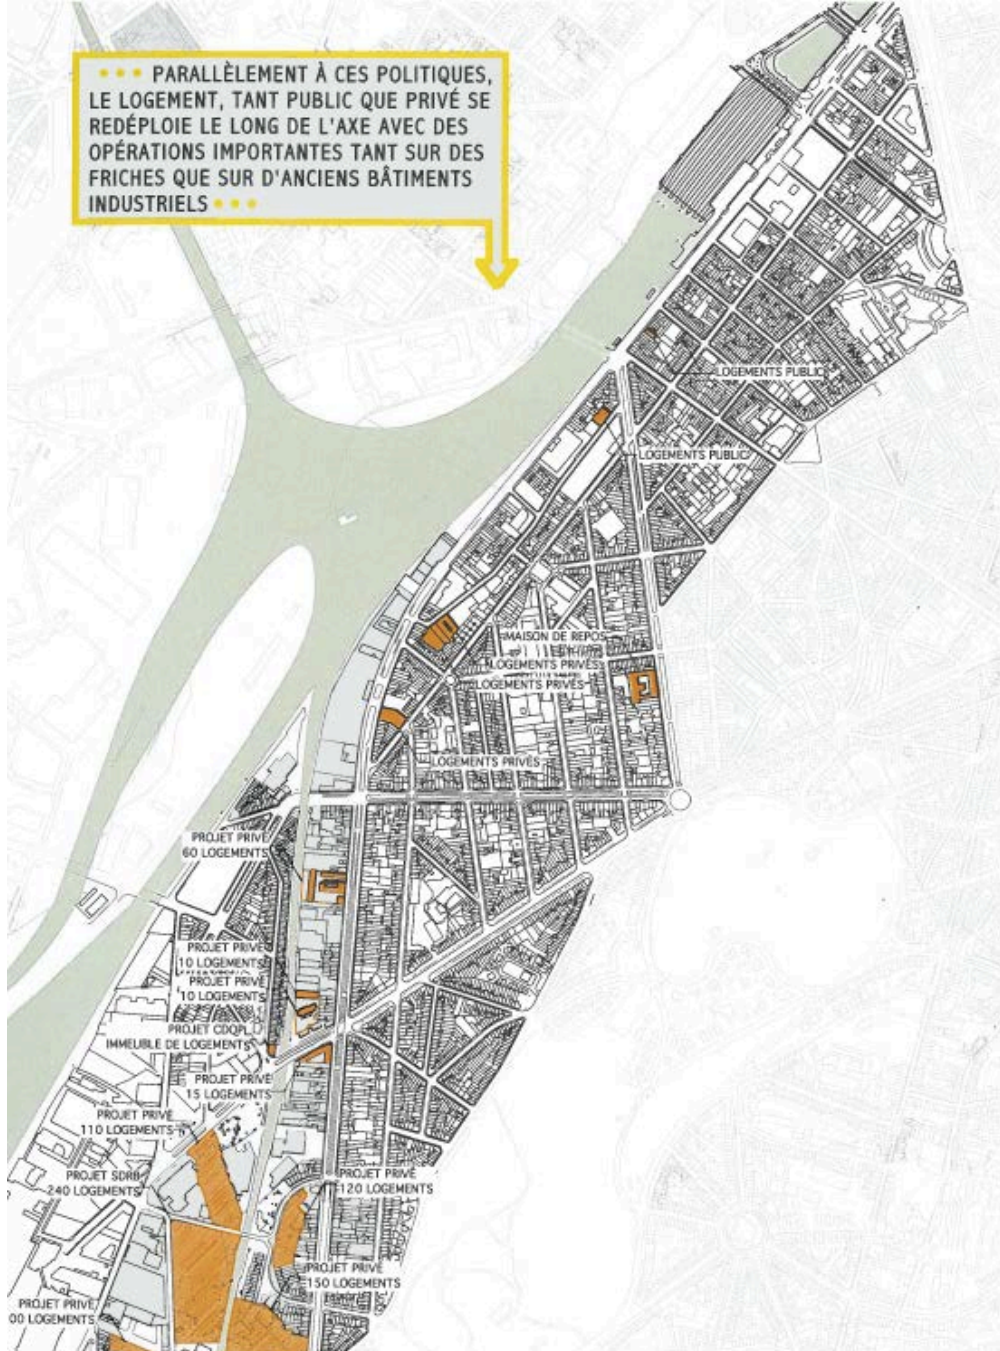 ••• PARALLÈLEMENT À CES POLITIQUES,
LE LOGEMENT, TANT PUBLIC QUE PRIVÉ SE
REDÉPLOIE LE LONG DE L'AXE AVEC DES
OPÉRATIONS IMPORTANTES TANT SUR DES
FRICHES QUE SUR D'ANCIENS BÂTIMENTS
INDUSTRIELS •••
LOGEMENTS PUBLIC
LOGEMENTS PUBLIC
MAISON DE REPOS
LOGEMENTS PRIVÉS
LOGEMENTS PRIVÉS
LOGEMENTS PRIVÉS
PROJET PRIVÉ
60 LOGEMENTS
PROJET PRIVÉ
10 LOGEMENTS
PROJET PRIVÉ
10 LOGEMENTS
PROJET CDQPL
IMMEUBLE DE LOGEMENTS
PROJET PRIVÉ
15 LOGEMENTS
PROJET PRIVÉ
110 LOGEMENTS
PROJET SDRB
240 LOGEMENTS
PROJET PRIVÉ
120 LOGEMENTS
PROJET PRIVÉ
150 LOGEMENTS
PROJET PRIVÉ
00 LOGEMENTS